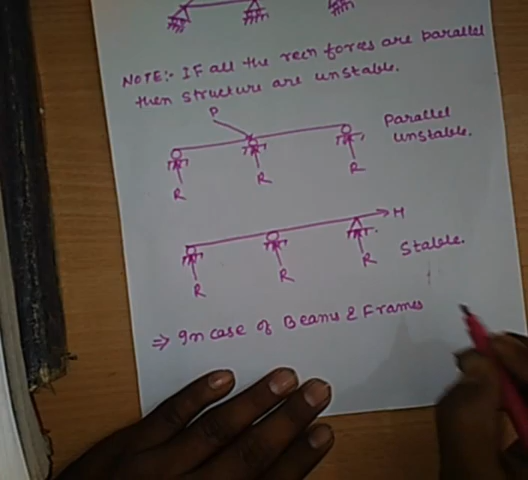 NOTE:- IF all the recn forces are parallel
then structure are unstable.
P
Parallel
unstable.
R
R
R
H
Stable.
R
R
R
⇒ In case of Beams & Frames